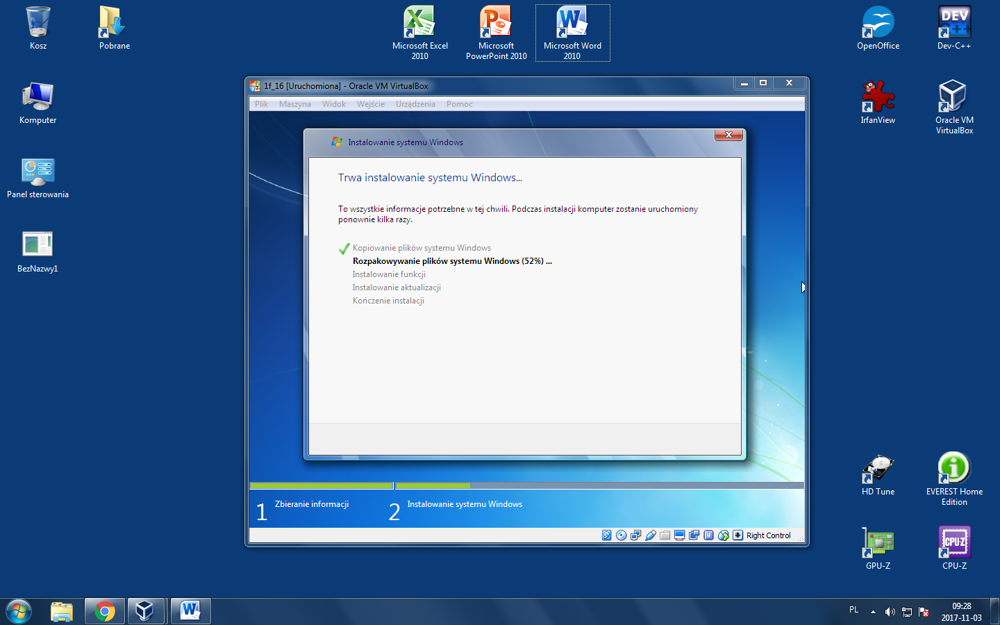 Kosz
Pobrane
Microsoft Excel
2010
Microsoft
PowerPoint 2010
Microsoft Word
2010
OpenOffice
DEV
C++
Dev-C++
Komputer
IrfanView
Oracle VM
VirtualBox
Panel sterowania
BezNazwy1
1f_16 [Uruchomiona] - Oracle VM VirtualBox
Plik Maszyna Widok Wejście Urządzenia Pomoc
Instalowanie systemu Windows
Trwa instalowanie systemu Windows...
To wszystkie informacje potrzebne w tej chwili. Podczas instalacji komputer zostanie uruchomiony
ponownie kilka razy.
Kopiowanie plików systemu Windows
Rozpakowywanie plików systemu Windows (52%) ...
Instalowanie funkcji
Instalowanie aktualizacji
Kończenie instalacji
1 Zbieranie informacji
2 Instalowanie systemu Windows
Right Control
HD Tune
EVEREST Home
Edition
GPU-Z
CPU-Z
CPU-Z
PL
09:28
2017-11-03